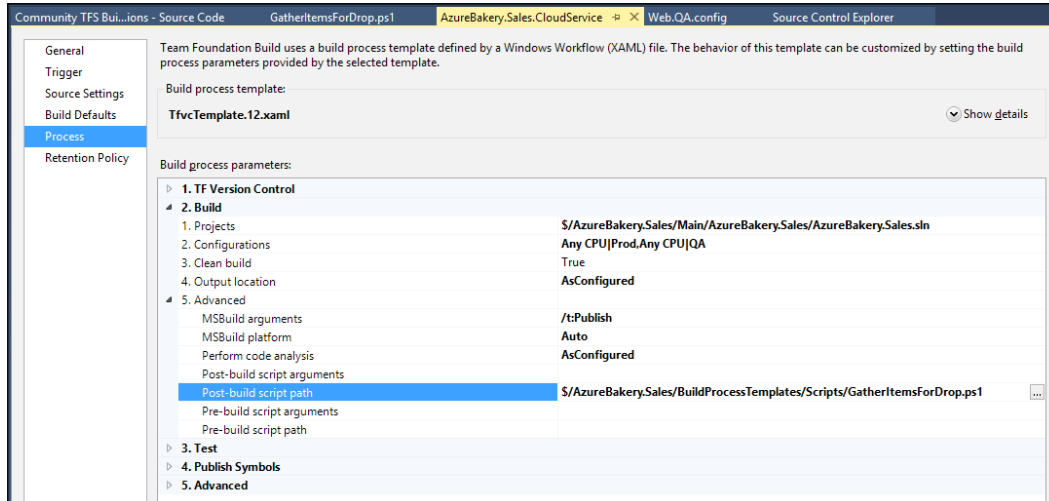 Community TFS Bui...ions - Source Code GatherItemsForDrop.ps1 AzureBakery.Sales.CloudService Web.QA.config Source Control Explorer
General
Trigger
Source Settings
Build Defaults
Process
Retention Policy
Team Foundation Build uses a build process template defined by a Windows Workflow (XAML) file. The behavior of this template can be customized by setting the build
process parameters provided by the selected template.
Build process template:
TfvcTemplate.12.xaml
Show details
Build process parameters:
1. TF Version Control
2. Build
1. Projects $/AzureBakery.Sales/Main/AzureBakery.Sales/AzureBakery.Sales.sln
2. Configurations Any CPU|Prod,Any CPU|QA
3. Clean build True
4. Output location AsConfigured
5. Advanced
MSBuild arguments /t:Publish
MSBuild platform Auto
Perform code analysis AsConfigured
Post-build script arguments
Post-build script path $/AzureBakery.Sales/BuildProcessTemplates/Scripts/GatherItemsForDrop.ps1 ...
Pre-build script arguments
Pre-build script path
3. Test
4. Publish Symbols
5. Advanced